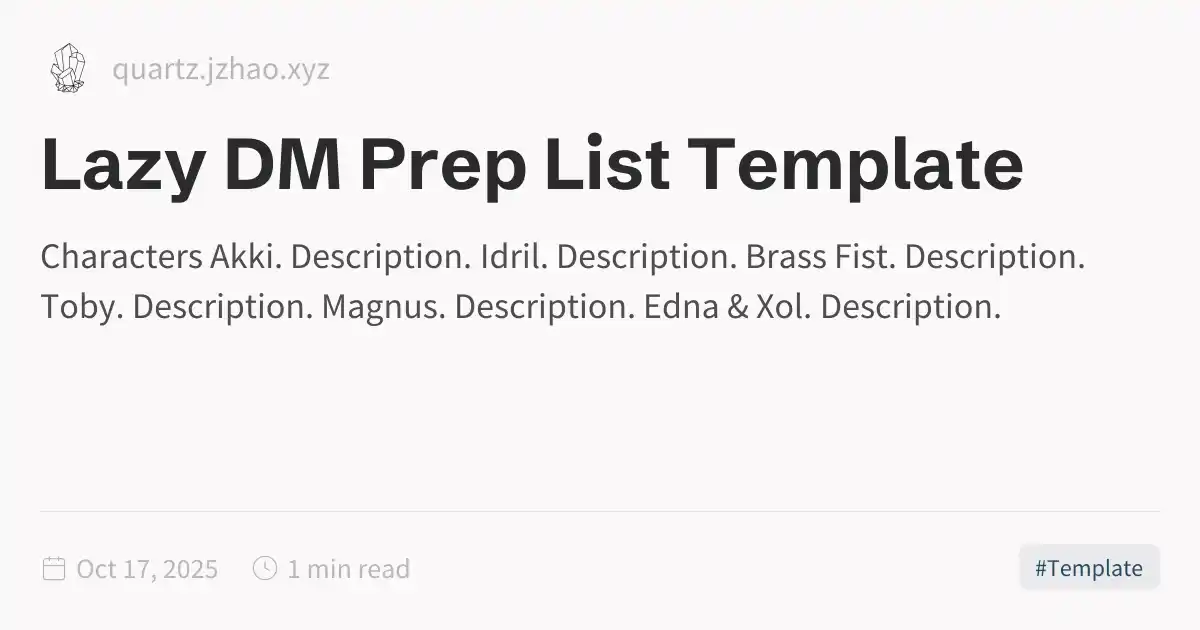 quartz.jzhao.xyz
Lazy DM Prep List Template
Characters Akki. Description. Idril. Description. Brass Fist. Description.
Toby. Description. Magnus. Description. Edna & Xol. Description.
Oct 17, 2025 1 min read #Template